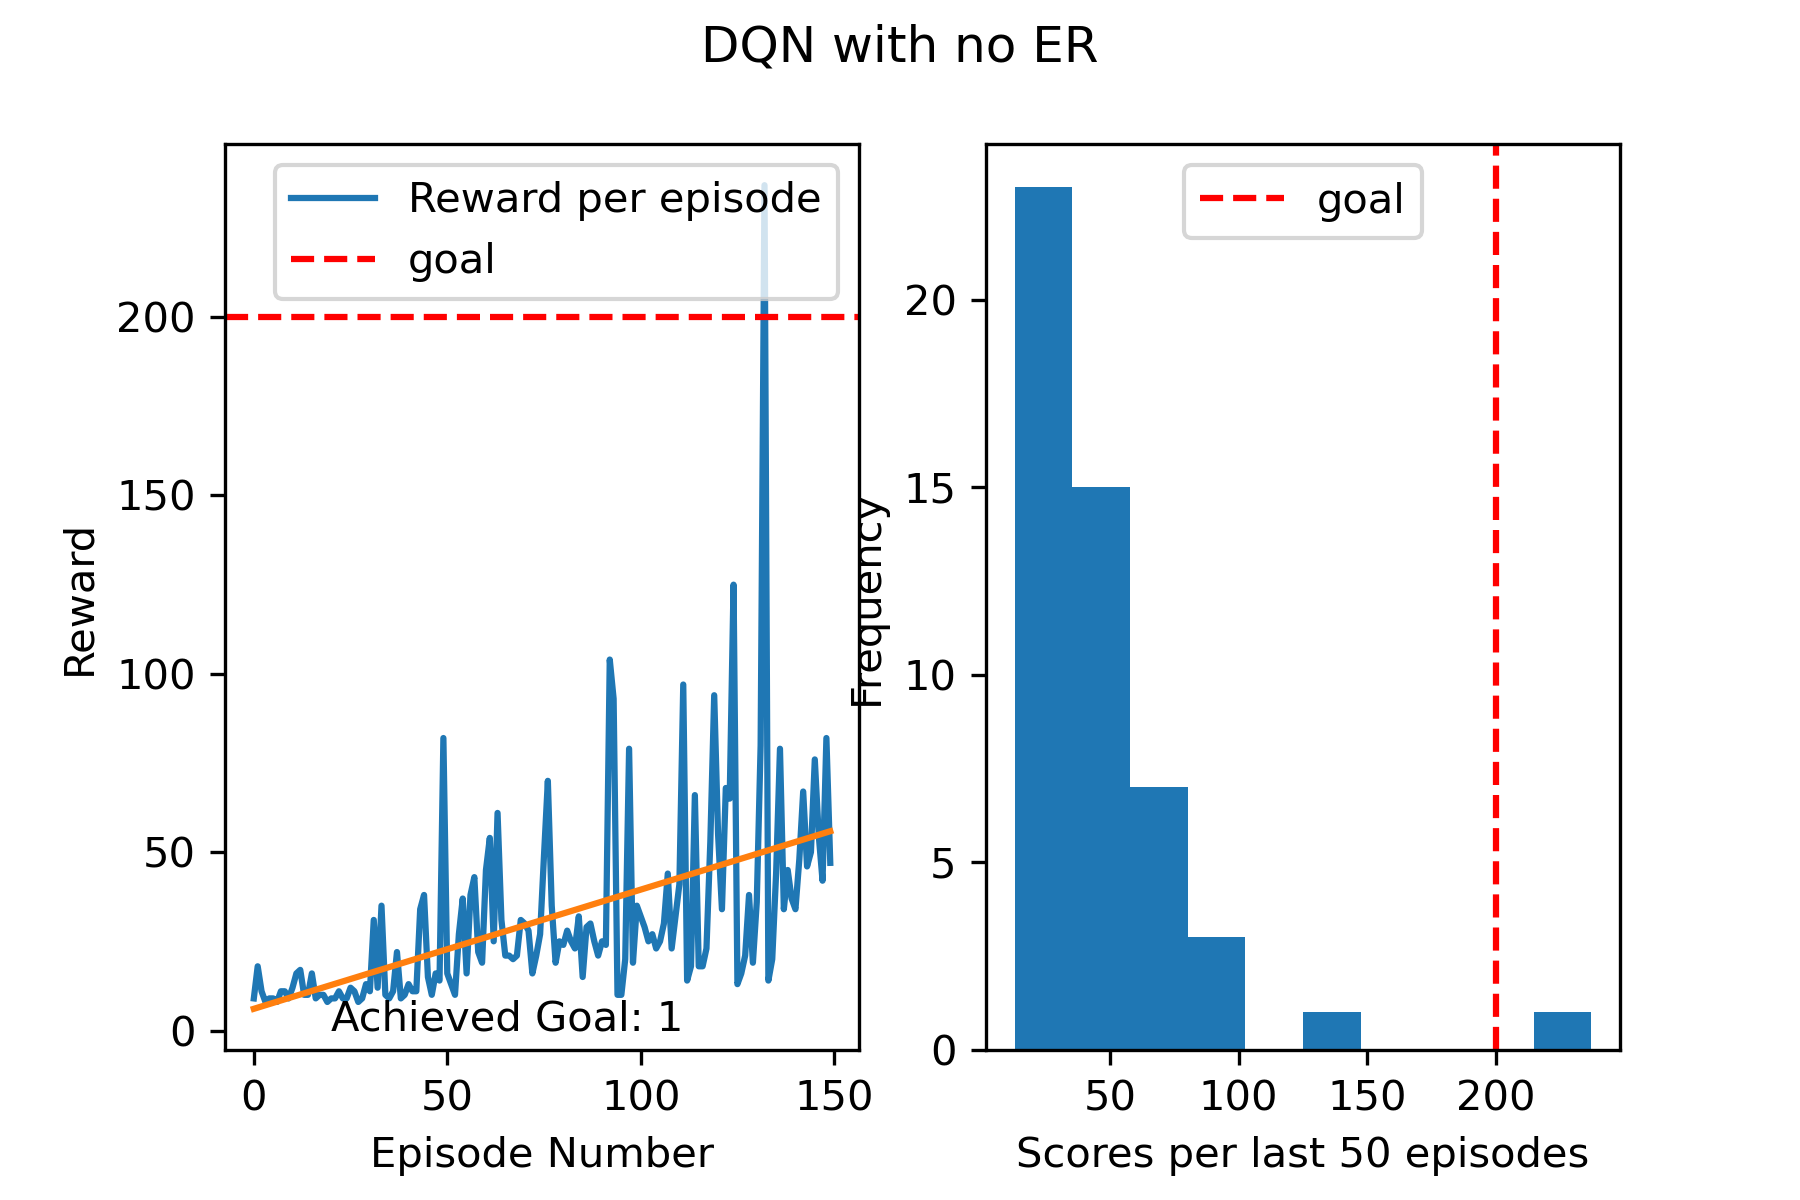 DQN with no ER
Reward per episode
goal
200
150
100
50
0
Reward
Achieved Goal: 1
0 50 100 150
Episode Number
goal
20
15
10
5
0
Frequency
50 100 150 200
Scores per last 50 episodes